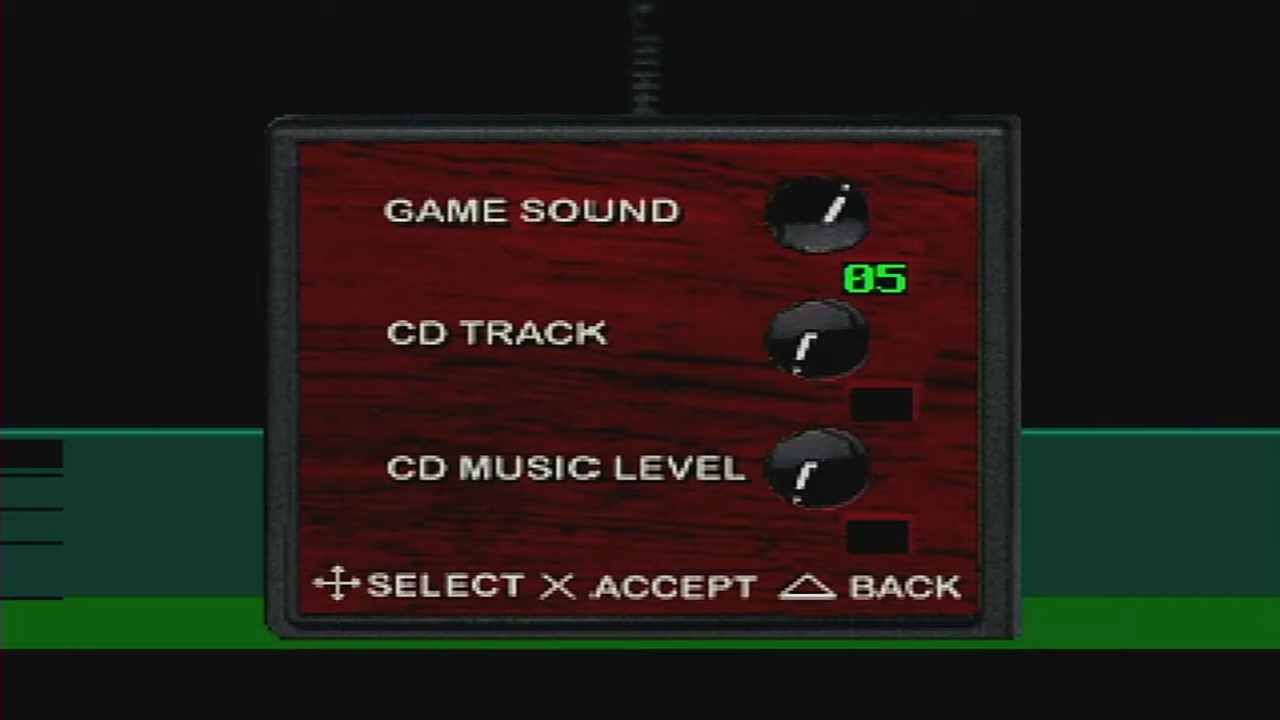 GAME SOUND
05
CD TRACK
CD MUSIC LEVEL
SELECT X ACCEPT △ BACK